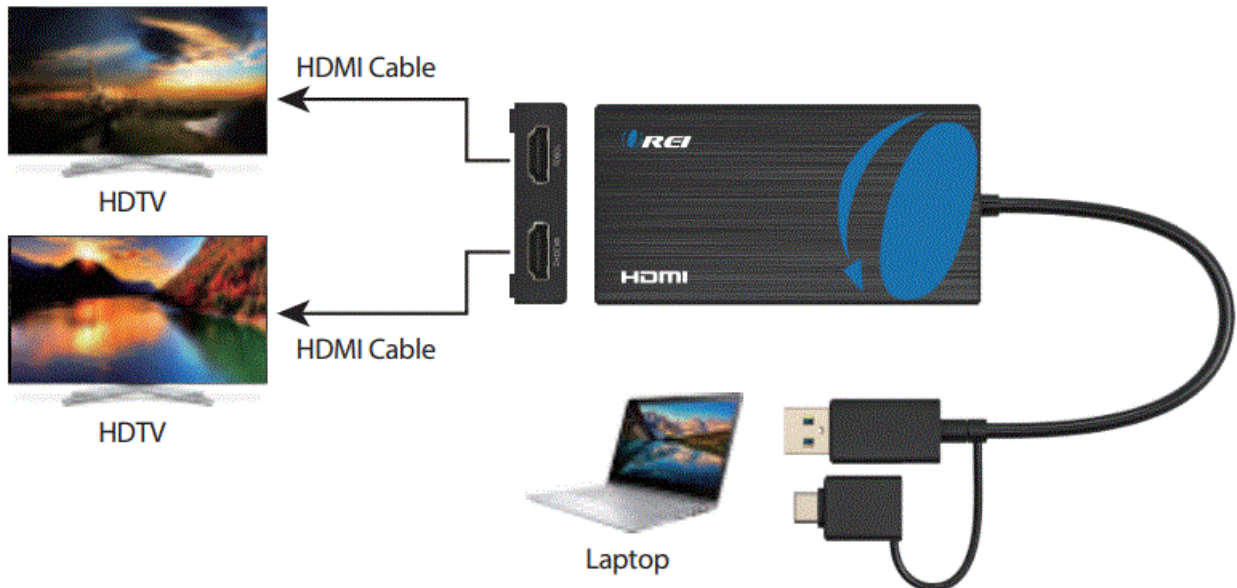 HDMI Cable
HDTV
HDMI Cable
HDTV
OREI
HDMI
Laptop